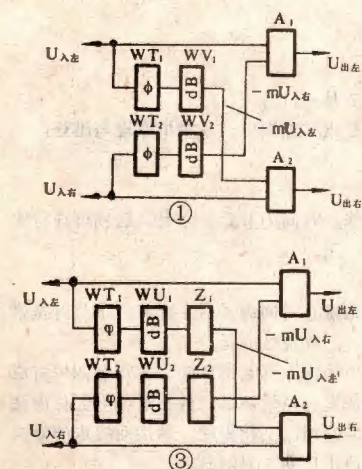 A₁
U入左
WT₁ WV₁
U出左
ϕ dB
-mU入右
WT₂ WV₂
-mU入左
ϕ dB
A₂
U入右
U出右
①
A₁
U入左
U出左
WT₁ WU₁ Z₁
-mU入右
φ dB
WT₂ WU₂ Z₂
-mU入左
φ dB
A₂
U入右
U出右
③